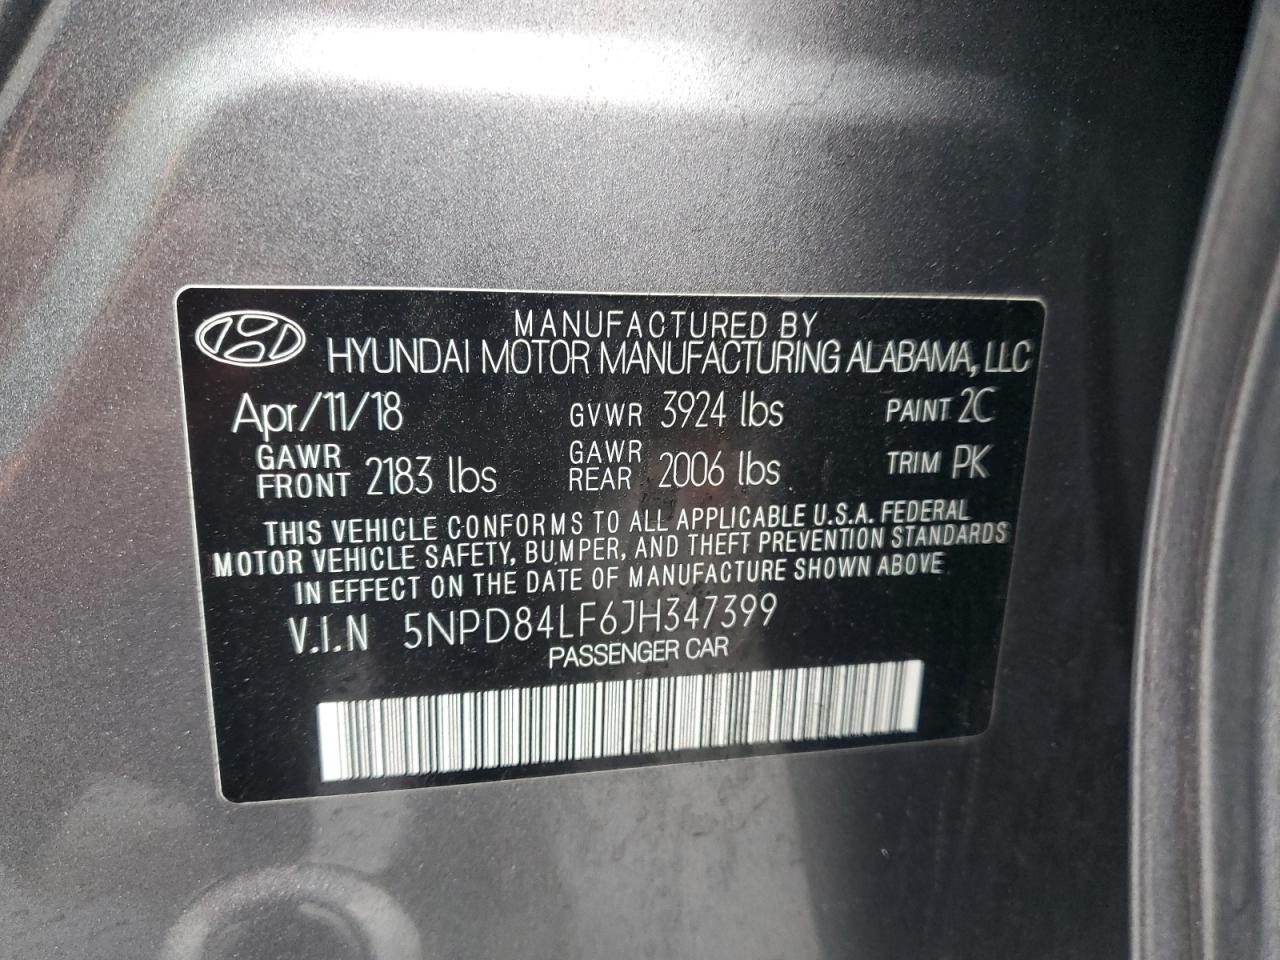 MANUFACTURED BY
HYUNDAI MOTOR MANUFACTURING ALABAMA, LLC
Apr/11/18 GVWR 3924 lbs PAINT 2C
GAWR FRONT 2183 lbs GAWR REAR 2006 lbs TRIM PK
THIS VEHICLE CONFORMS TO ALL APPLICABLE U.S.A. FEDERAL
MOTOR VEHICLE SAFETY, BUMPER, AND THEFT PREVENTION STANDARDS
IN EFFECT ON THE DATE OF MANUFACTURE SHOWN ABOVE
V.I.N 5NPD84LF6JH347399
PASSENGER CAR